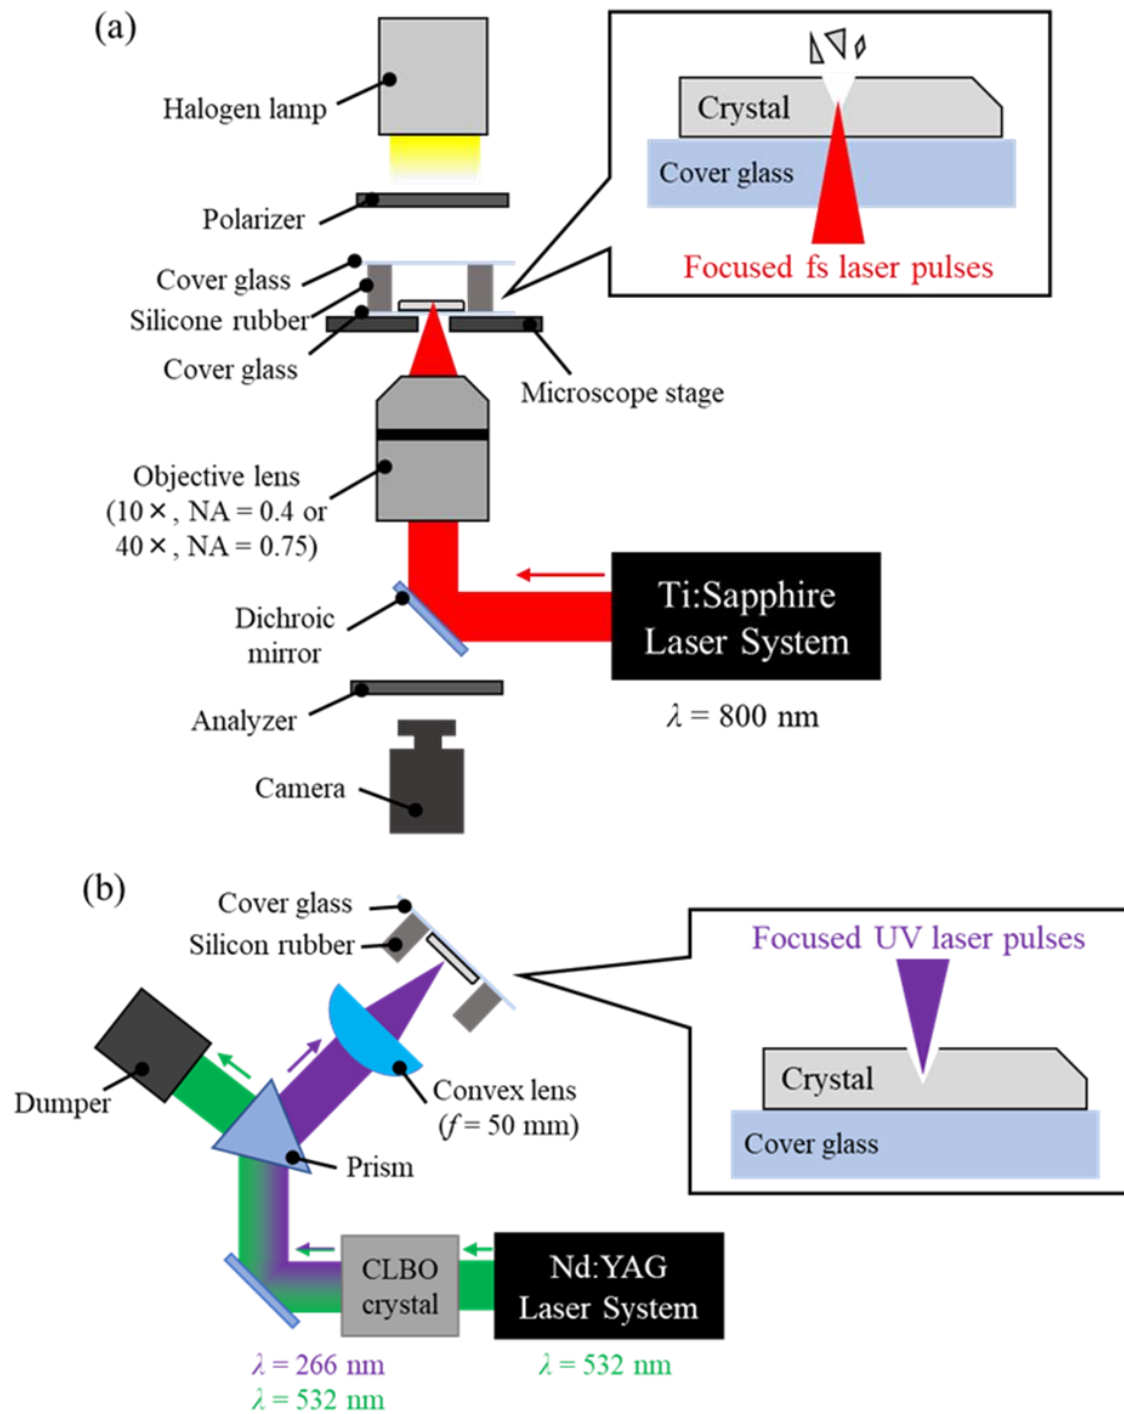 (a)
Halogen lamp
Polarizer
Cover glass
Silicone rubber
Cover glass
Microscope stage
Objective lens
(10×, NA = 0.4 or
40×, NA = 0.75)
Dichroic
mirror
Ti:Sapphire
Laser System
λ = 800 nm
Analyzer
Camera
Crystal
Cover glass
Focused fs laser pulses
(b)
Cover glass
Silicon rubber
Dumper
Convex lens
(f = 50 mm)
Prism
CLBO
crystal
Nd:YAG
Laser System
λ = 266 nm
λ = 532 nm
λ = 532 nm
Focused UV laser pulses
Crystal
Cover glass